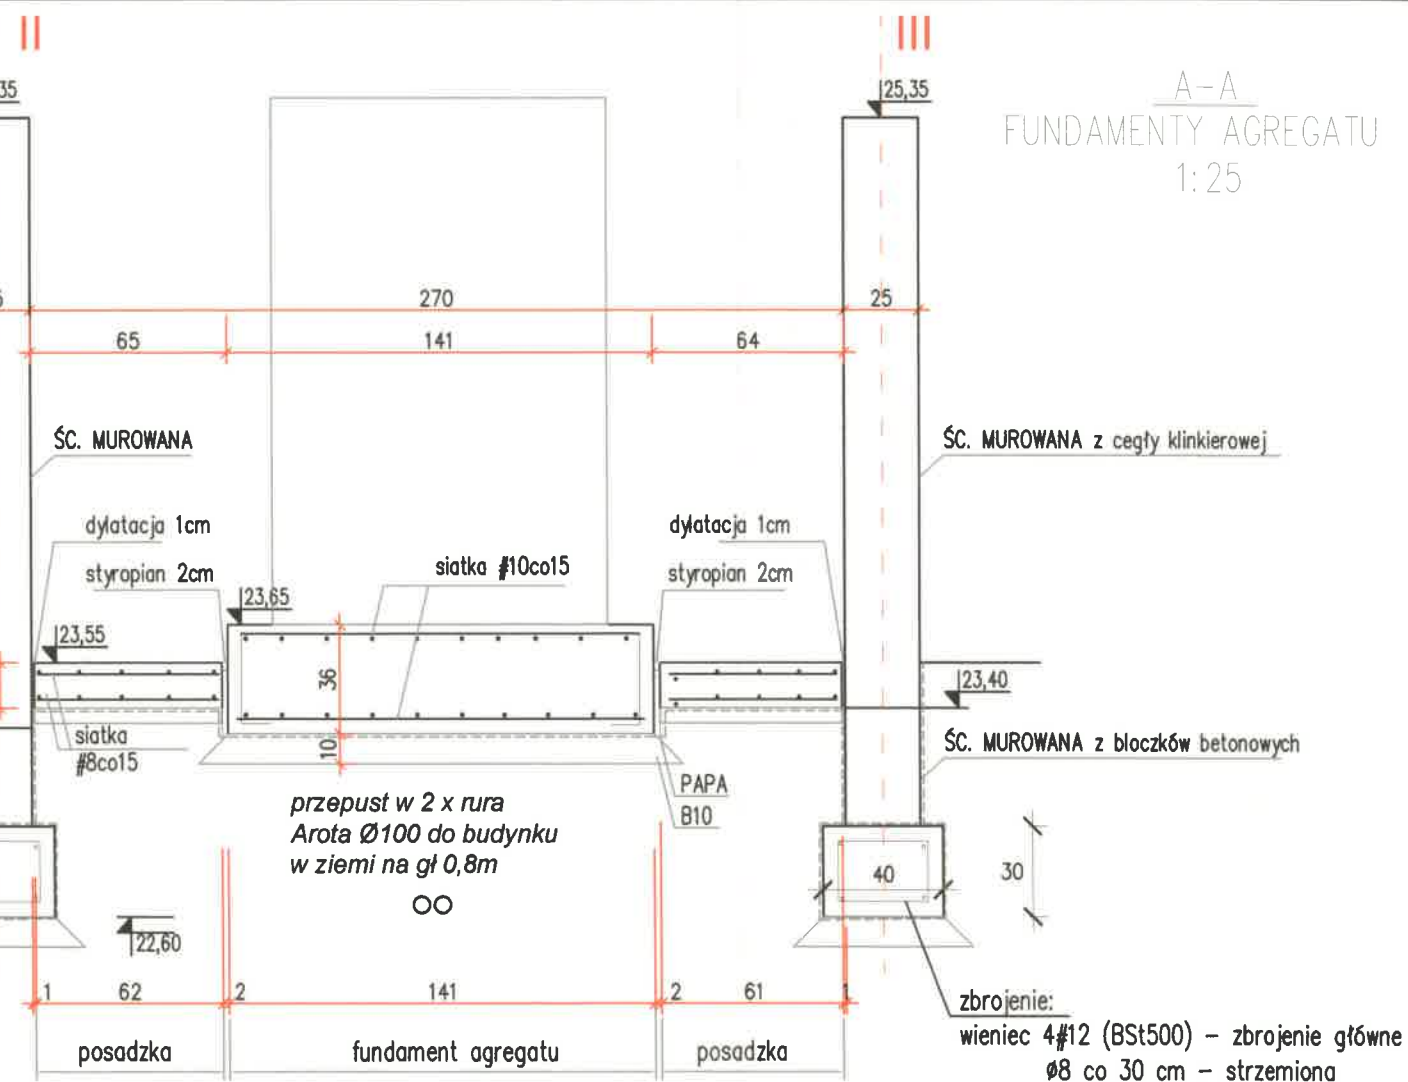 II
III
35
25,35
A-A
FUNDAMENTY AGREGATU
1:25
270
25
65
141
64
ŚC. MUROWANA
ŚC. MUROWANA z cegły klinkierowej
dylatacja 1cm
dylatacja 1cm
styropian 2cm
siatka #10co15
styropian 2cm
23,65
23,55
36
23,40
siatka
#8co15
10
ŚC. MUROWANA z bloczków betonowych
PAPA
B10
przepust w 2 x rura
Arota Ø100 do budynku
w ziemi na gł 0,8m
40
30
22,60
1
62
2
141
2
61
1
zbrojenie:
wieniec 4#12 (BSt500) – zbrojenie główne
ø8 co 30 cm – strzemiona
posadzka
fundament agregatu
posadzka